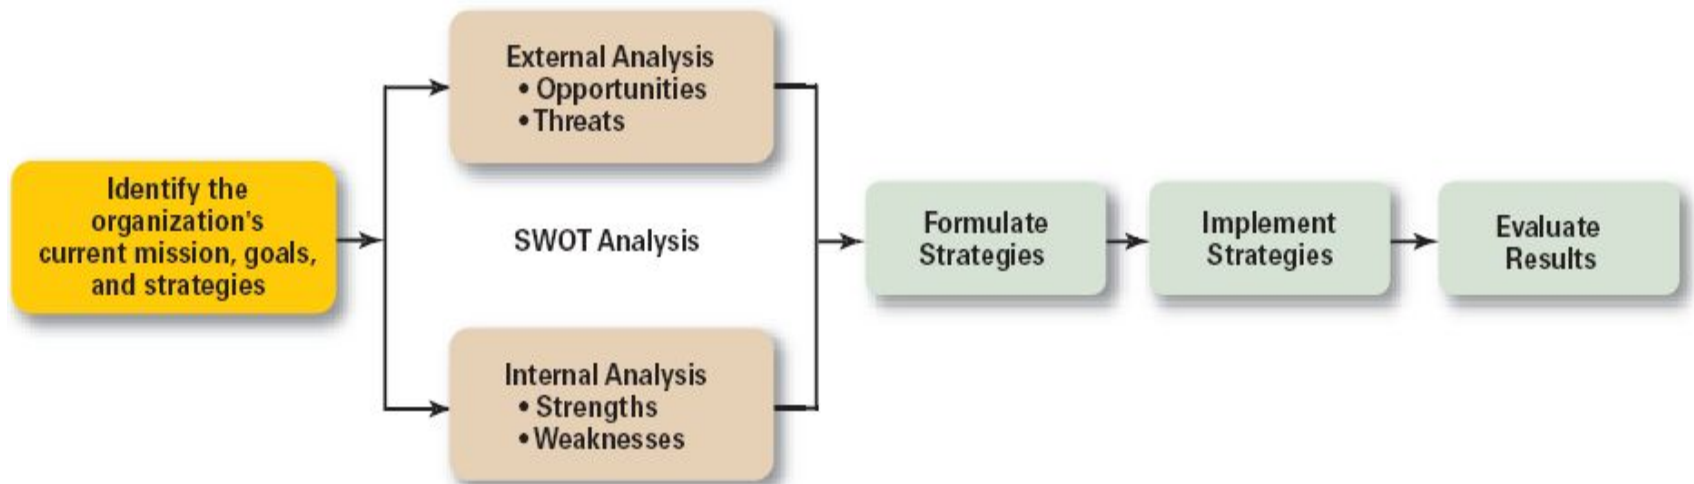 Identify the
organization's
current mission, goals,
and strategies
External Analysis
• Opportunities
• Threats
SWOT Analysis
Internal Analysis
• Strengths
• Weaknesses
Formulate
Strategies
Implement
Strategies
Evaluate
Results